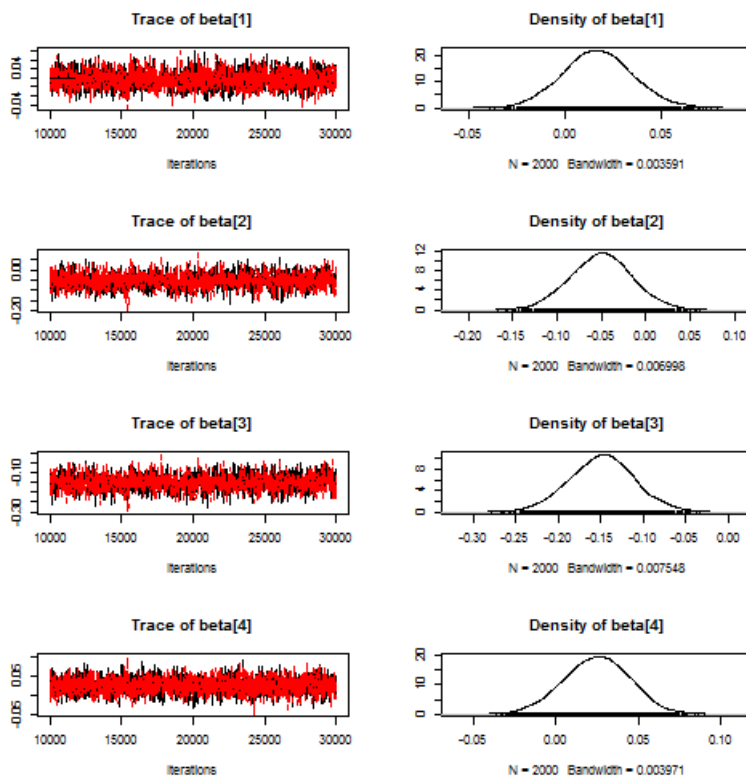 Trace of beta[1]
Density of beta[1]
0.04
-0.04
10000 15000 20000 25000 30000
Iterations
20
10
0
-0.05 0.00 0.05
N = 2000 Bandwidth = 0.003591
Trace of beta[2]
Density of beta[2]
0.00
-0.20
10000 15000 20000 25000 30000
Iterations
12
8
4
0
-0.20 -0.15 -0.10 -0.05 0.00 0.05 0.10
N = 2000 Bandwidth = 0.006998
Trace of beta[3]
Density of beta[3]
-0.10
-0.30
10000 15000 20000 25000 30000
Iterations
8
4
0
-0.30 -0.25 -0.20 -0.15 -0.10 -0.05 0.00
N = 2000 Bandwidth = 0.007548
Trace of beta[4]
Density of beta[4]
0.05
-0.05
10000 15000 20000 25000 30000
Iterations
20
10
0
-0.05 0.00 0.05 0.10
N = 2000 Bandwidth = 0.003971